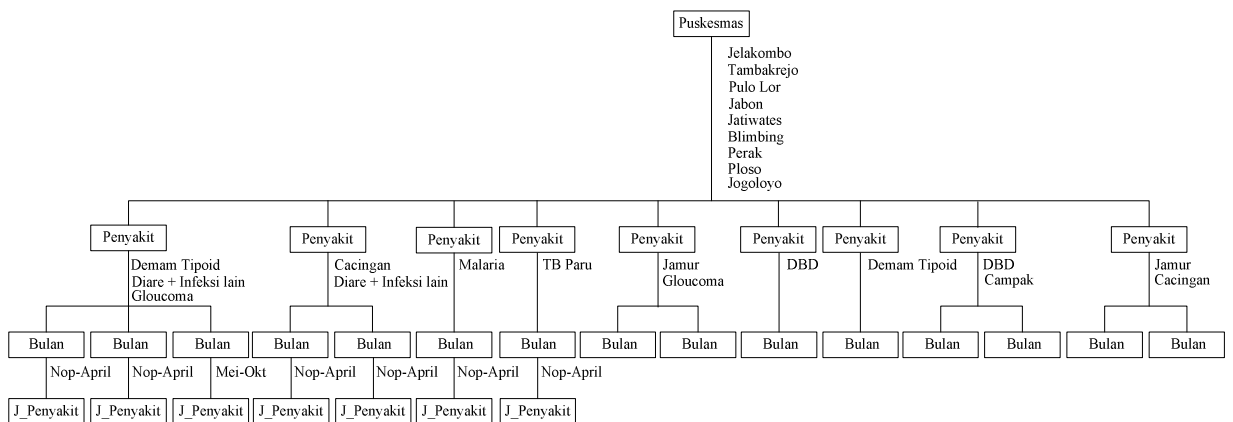 Puskesmas
Jelakombo
Tambakrejo
Pulo Lor
Jabon
Jatiwates
Blimbing
Perak
Ploso
Jogoloyo
Penyakit Penyakit Penyakit Penyakit Penyakit Penyakit Penyakit Penyakit Penyakit
Demam Tipoid Cacingan Malaria TB Paru Jamur DBD Demam Tipoid DBD Jamur
Diare + Infeksi lain Diare + Infeksi lain Gloucoma Campak Cacingan
Gloucoma
Bulan Bulan Bulan Bulan Bulan Bulan Bulan Bulan Bulan Bulan Bulan Bulan Bulan Bulan Bulan
Nop-April Nop-April Mei-Okt Nop-April Nop-April Nop-April Nop-April
J_Penyakit J_Penyakit J_Penyakit J_Penyakit J_Penyakit J_Penyakit J_Penyakit